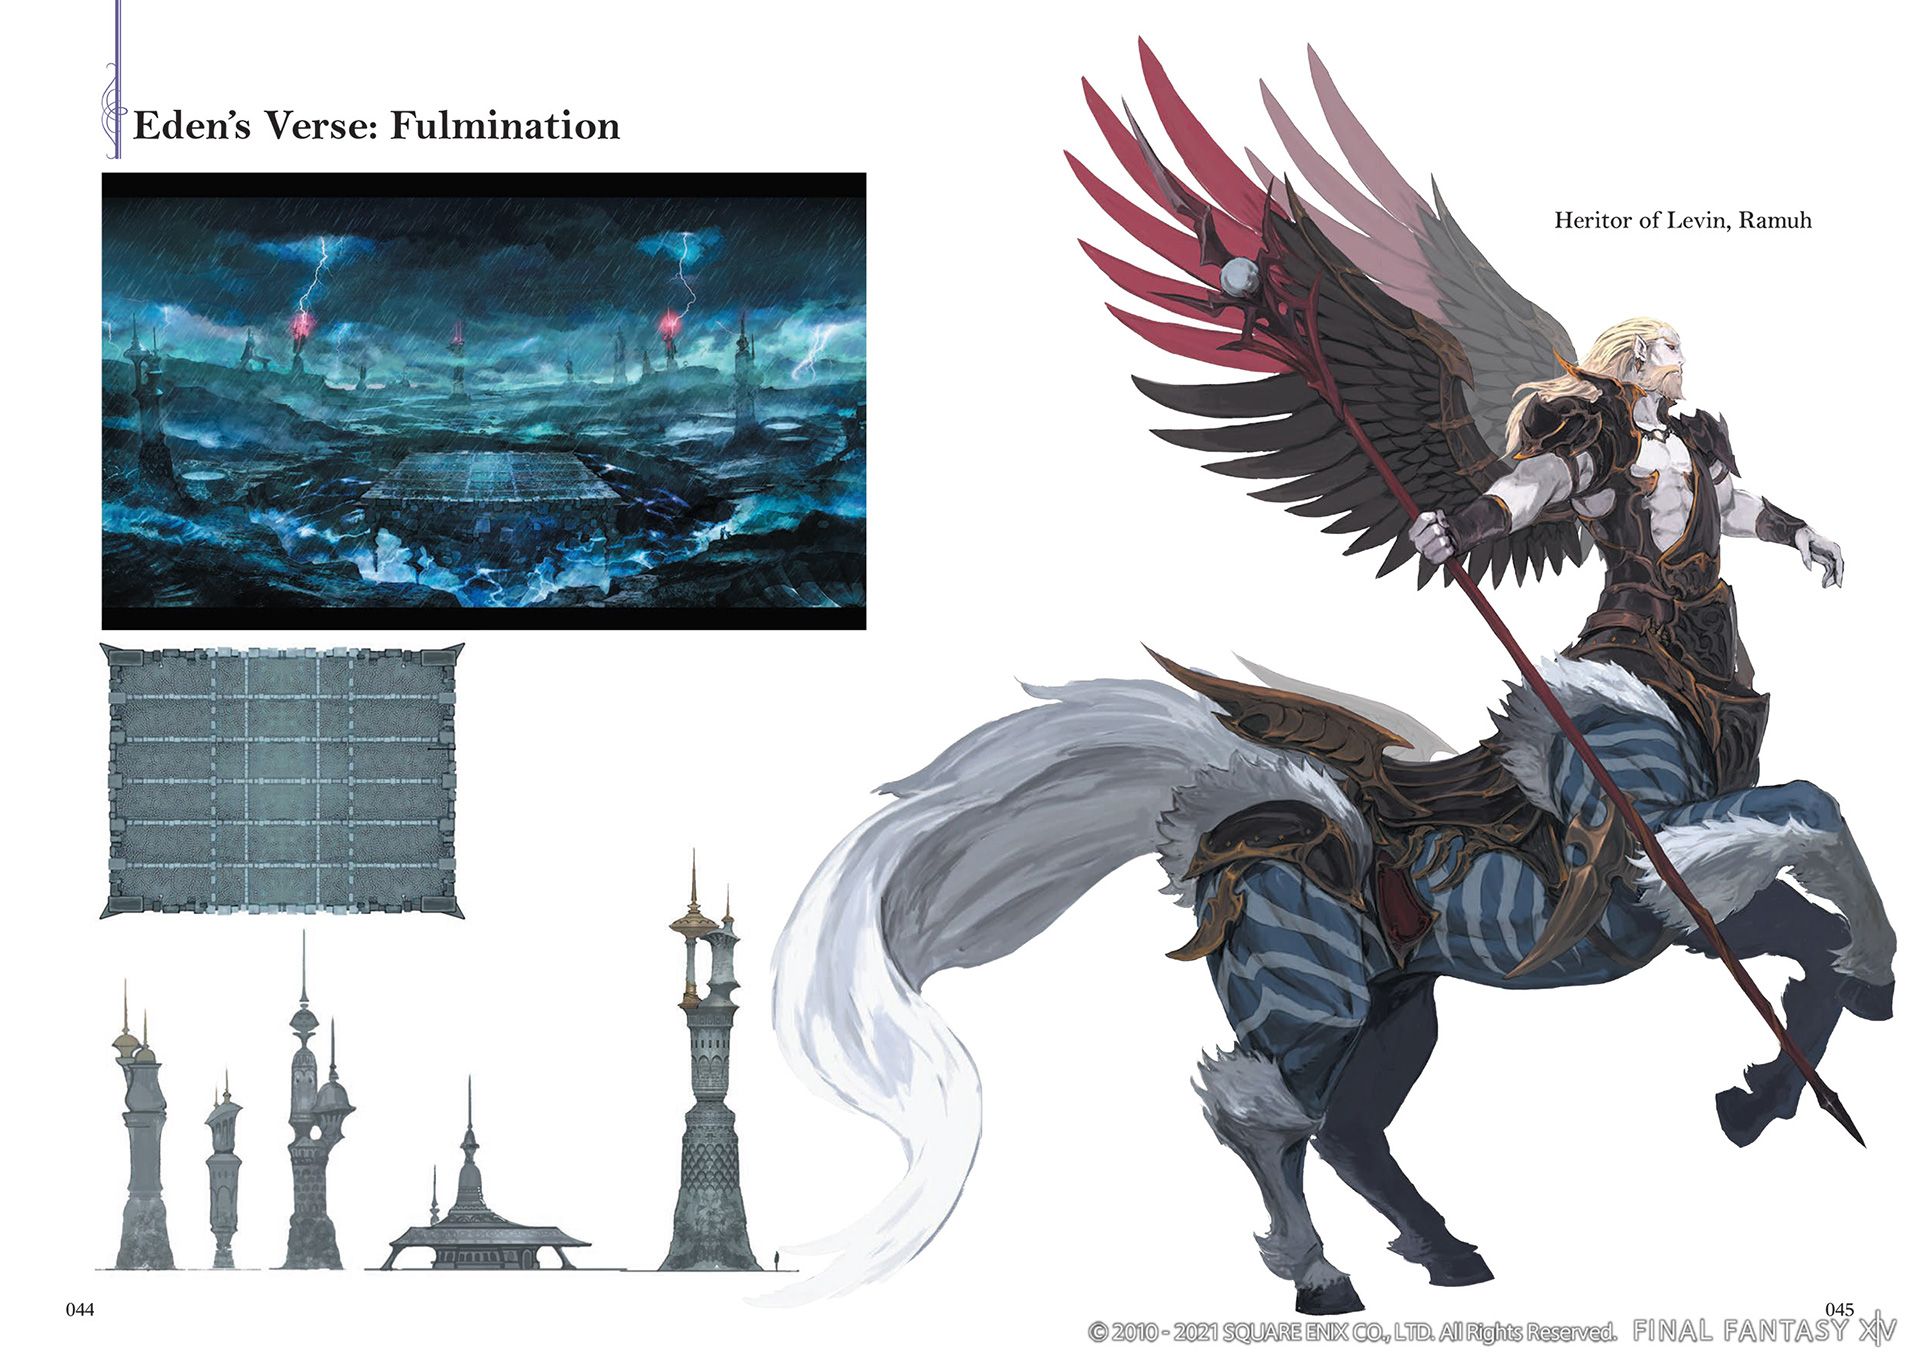 Eden’s Verse: Fulmination
Heritor of Levin, Ramuh
044
045
© 2010 - 2021 SQUARE ENIX CO., LTD. All Rights Reserved. FINAL FANTASY XIV